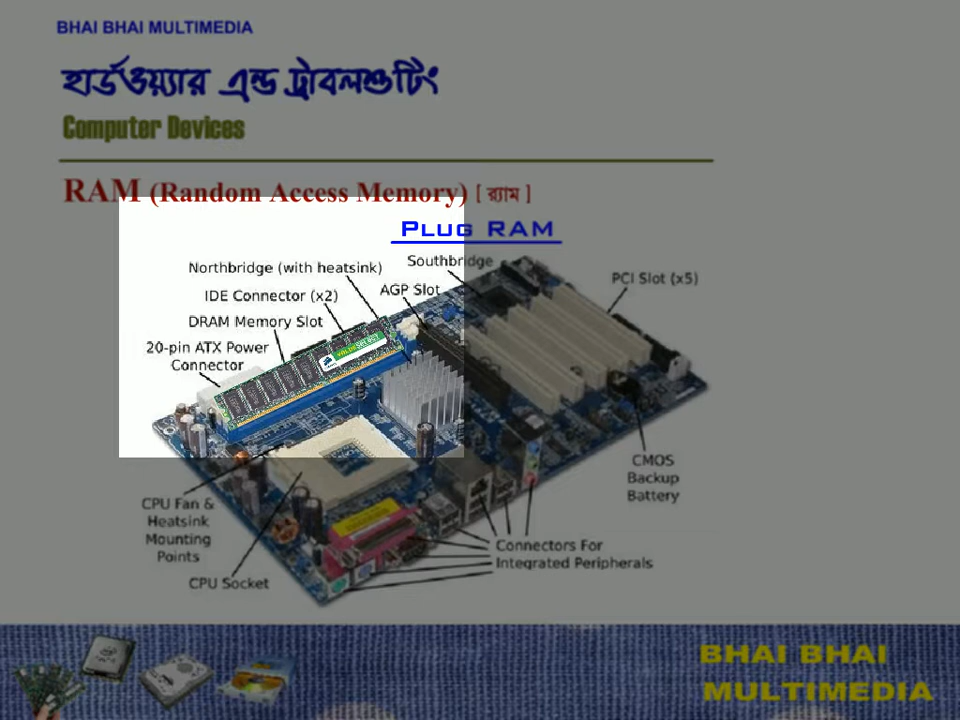 BHAI BHAI MULTIMEDIA
হার্ডওয়্যার এন্ড ট্রাবলশুটিং
Computer Devices
RAM (Random Access Memory) [ র‍্যাম ]
PLUG RAM
Southbridge
Northbridge (with heatsink)
PCI Slot (x5)
IDE Connector (x2)
AGP Slot
DRAM Memory Slot
20-pin ATX Power
Connector
VALUESELECT
CMOS
Backup
Battery
CPU Fan &
Heatsink
Mounting
Points
Connectors For
Integrated Peripherals
CPU Socket
BHAI BHAI
MULTIMEDIA